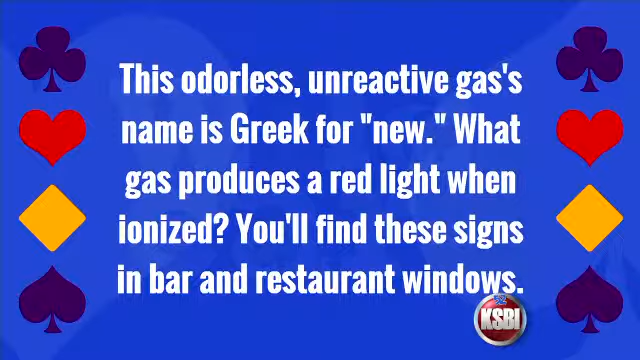 This odorless, unreactive gas's
name is Greek for "new." What
gas produces a red light when
ionized? You'll find these signs
in bar and restaurant windows.
52
KSBI